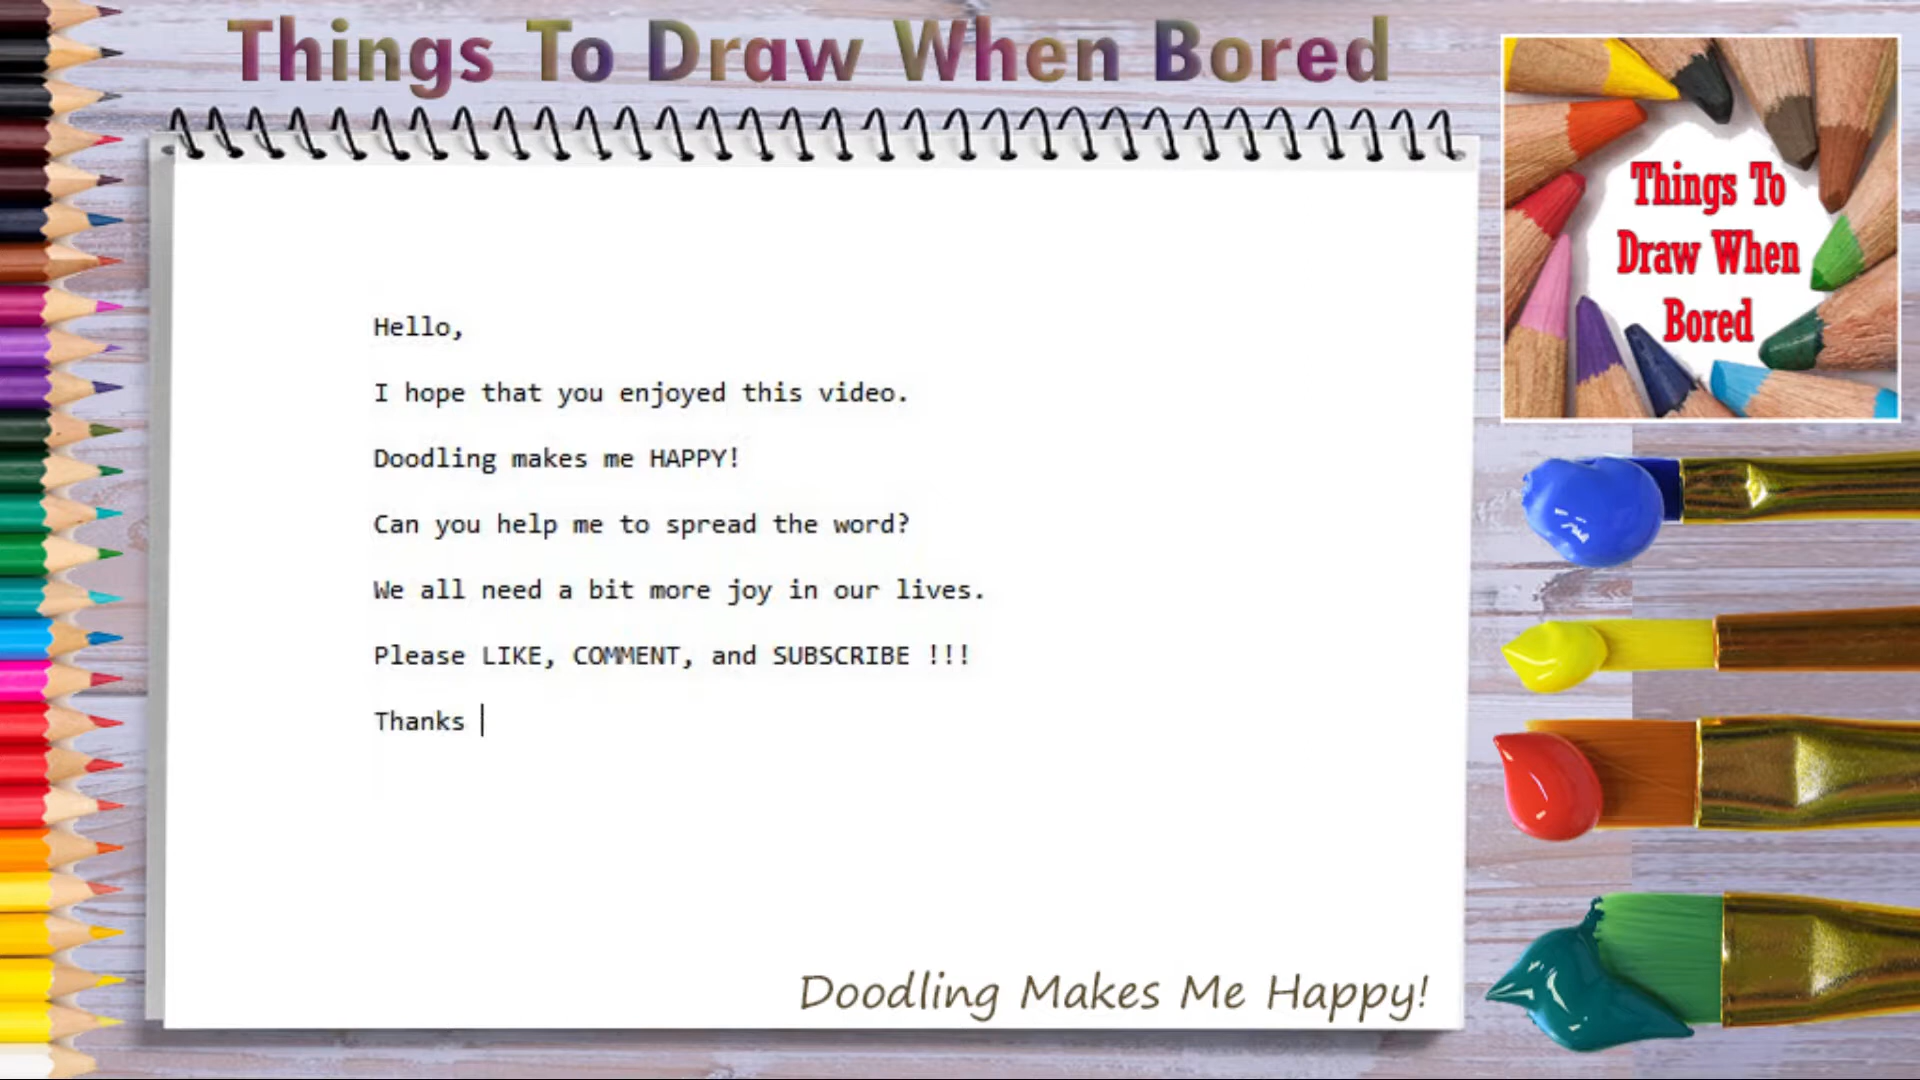 Things To Draw When Bored
Things To
Draw When
Bored
Hello,
I hope that you enjoyed this video.
Doodling makes me HAPPY!
Can you help me to spread the word?
We all need a bit more joy in our lives.
Please LIKE, COMMENT, and SUBSCRIBE !!!
Thanks
Doodling Makes Me Happy!